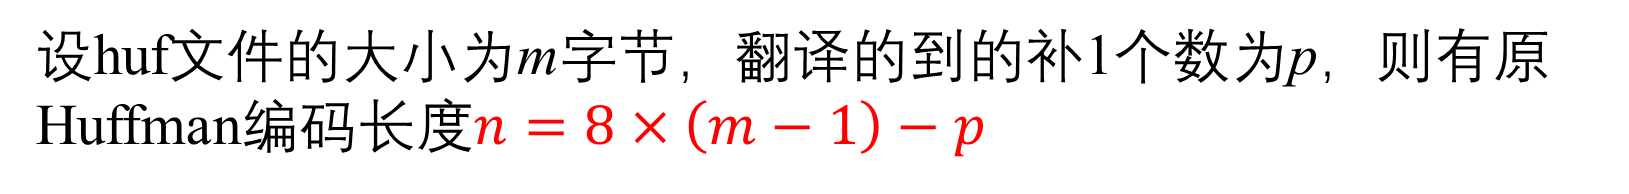 设huf文件的大小为m字节，翻译的到的补1个数为p，则有原
Huffman编码长度n = 8 × (m − 1) − p